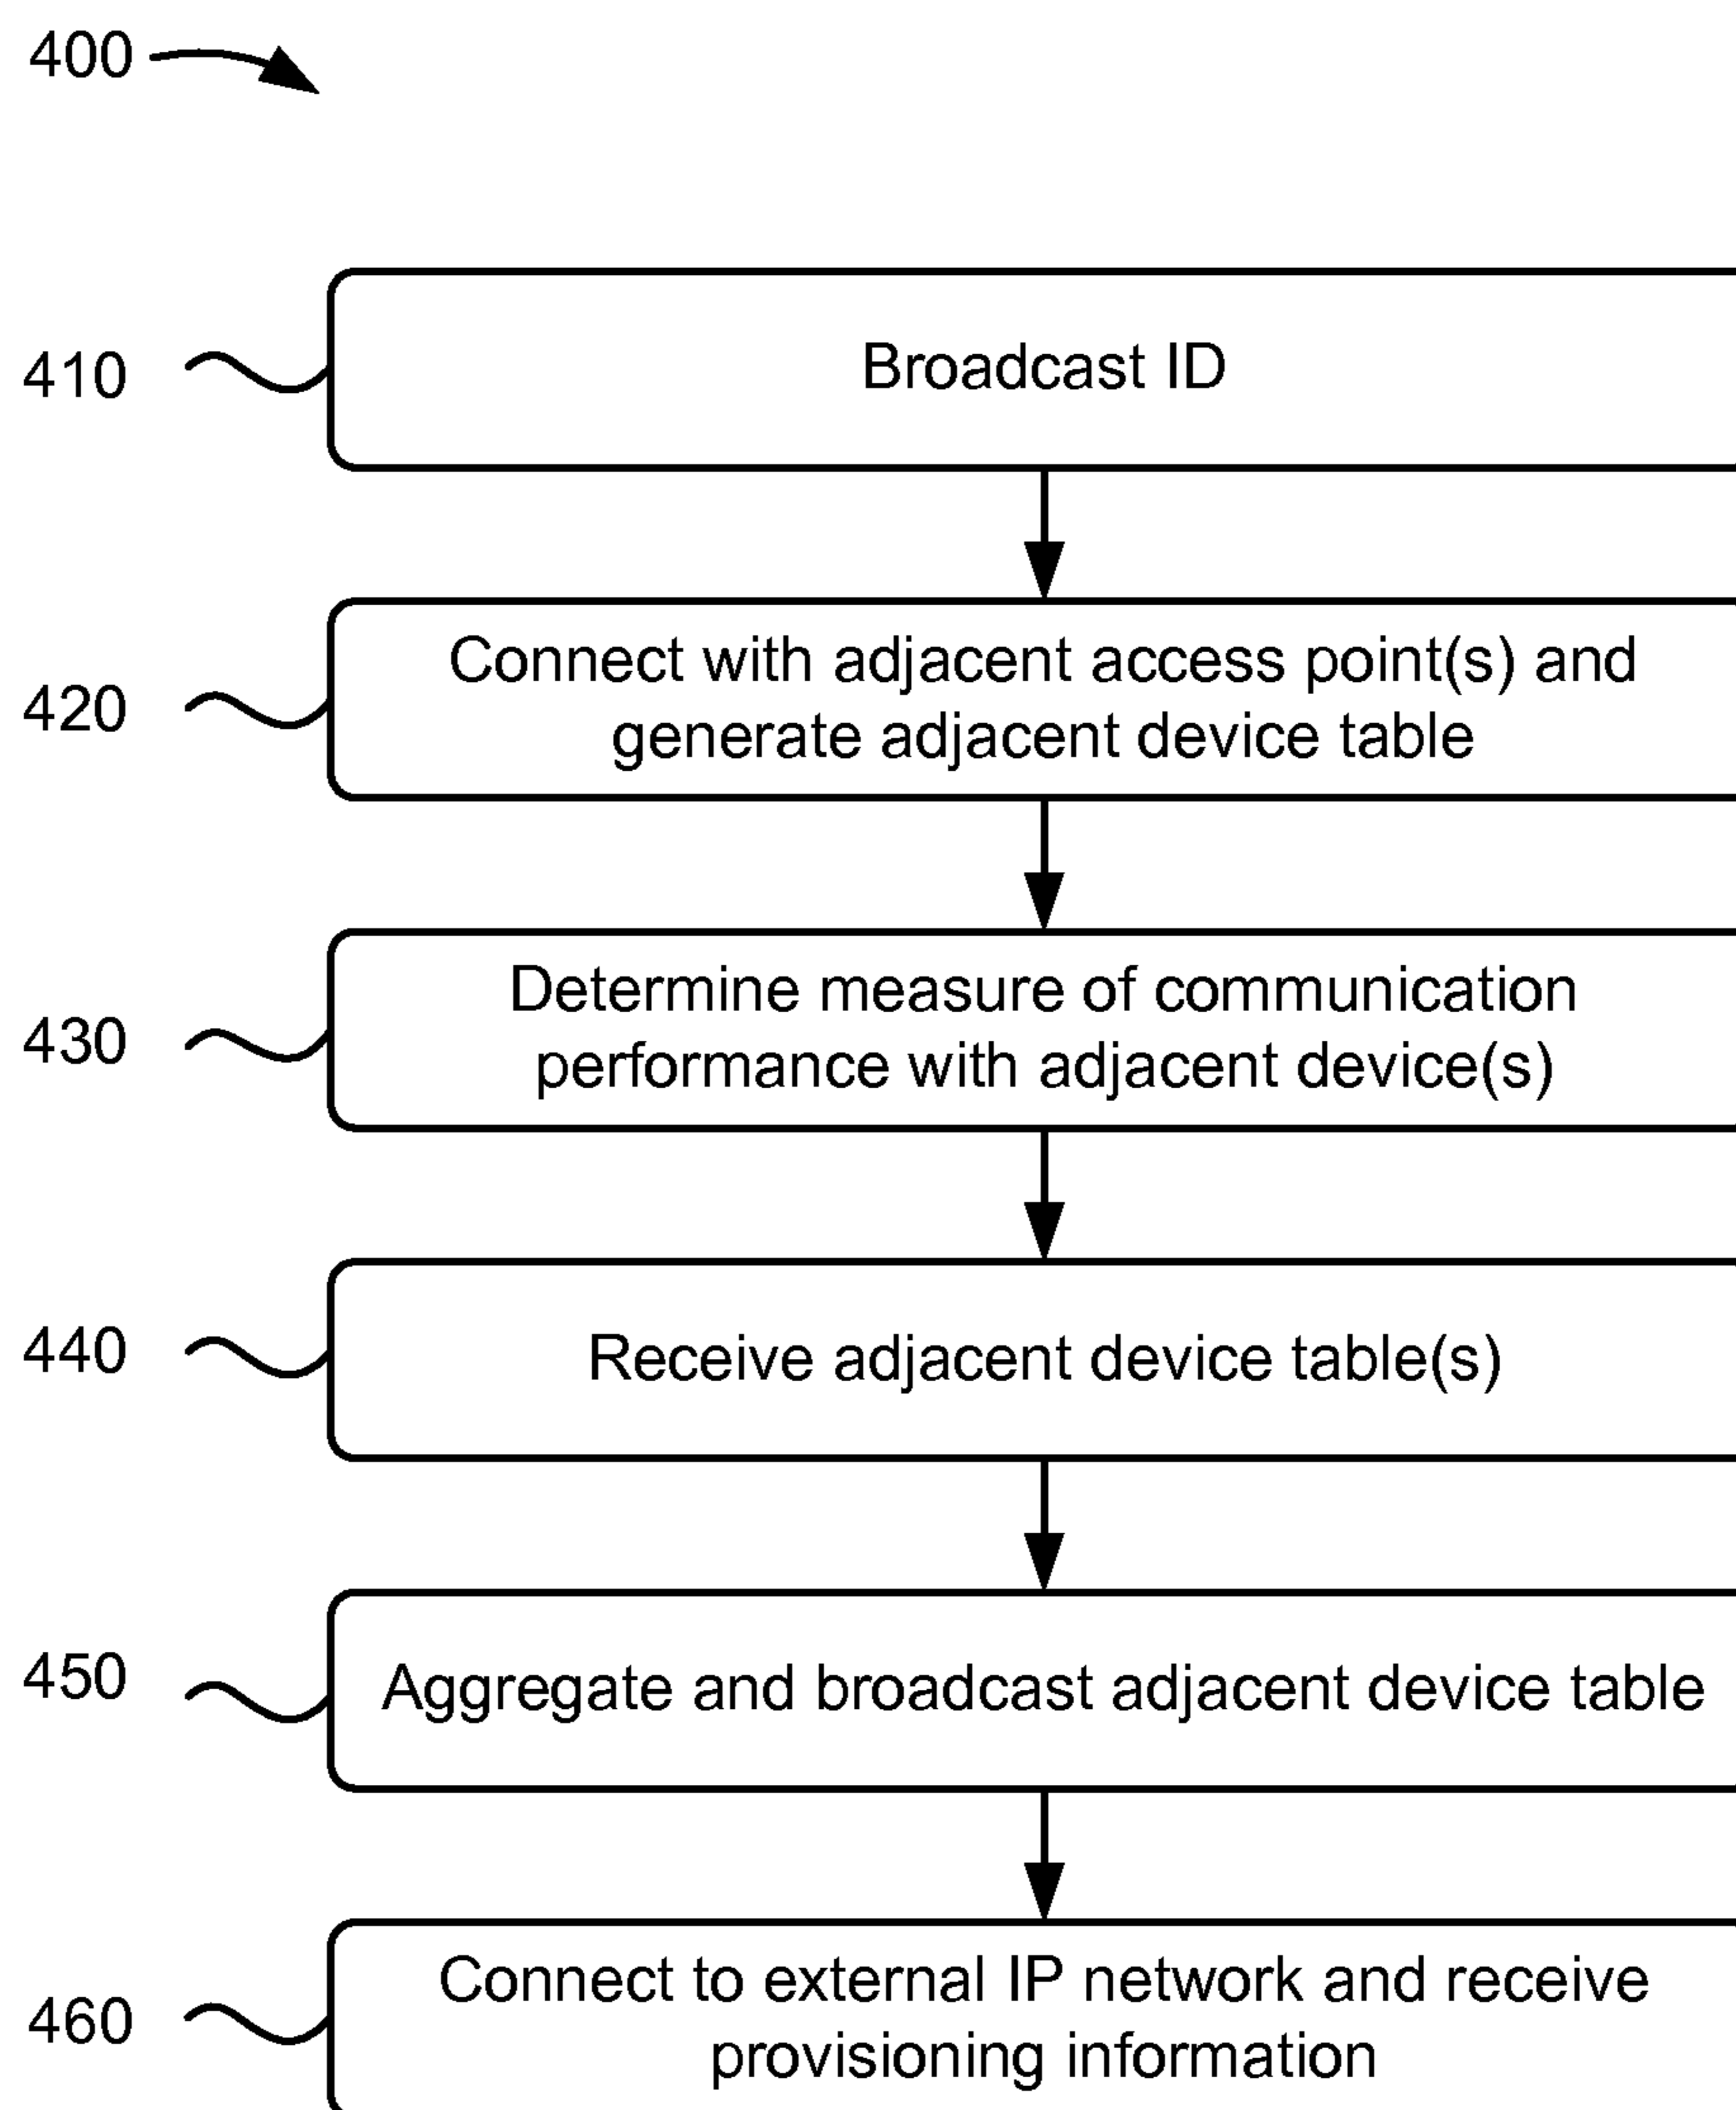 400
410
Broadcast ID
420
Connect with adjacent access point(s) and
generate adjacent device table
430
Determine measure of communication
performance with adjacent device(s)
440
Receive adjacent device table(s)
450
Aggregate and broadcast adjacent device table
460
Connect to external IP network and receive
provisioning information